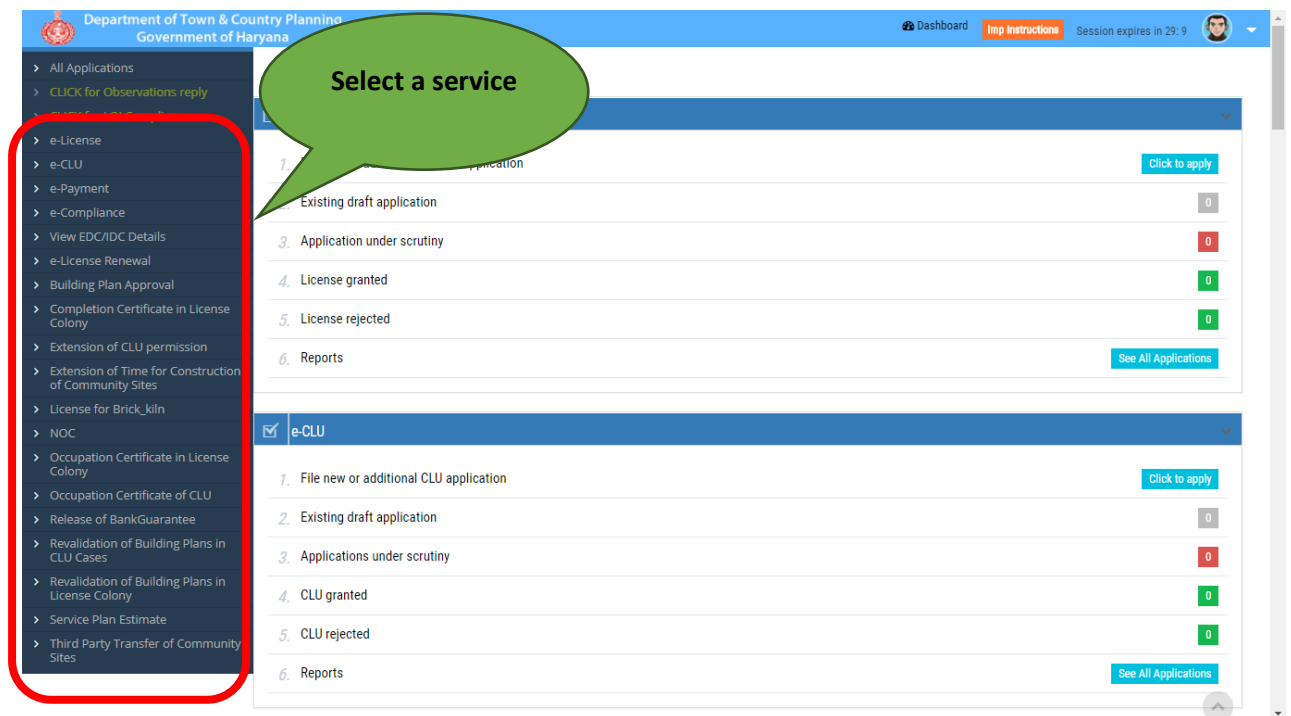 Department of Town & Country Planning
Government of Haryana
Dashboard
Imp Instructions
Session expires in 29: 9
Select a service
All Applications
CLICK for Observations reply
e-License
e-CLU
e-Payment
e-Compliance
View EDC/IDC Details
e-License Renewal
Building Plan Approval
Completion Certificate in License
Colony
Extension of CLU permission
Extension of Time for Construction
of Community Sites
License for Brick_kiln
NOC
Occupation Certificate in License
Colony
Occupation Certificate of CLU
Release of BankGuarantee
Revalidation of Building Plans in
CLU Cases
Revalidation of Building Plans in
License Colony
Service Plan Estimate
Third Party Transfer of Community
Sites
1. application Click to apply
Existing draft application 0
3. Application under scrutiny 0
4. License granted 0
5. License rejected 0
6. Reports See All Applications
e-CLU
1. File new or additional CLU application Click to apply
2. Existing draft application 0
3. Applications under scrutiny 0
4. CLU granted 0
5. CLU rejected 0
6. Reports See All Applications